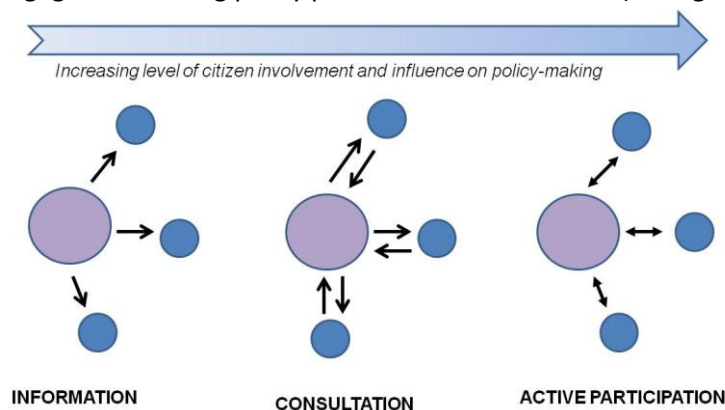 Increasing level of citizen involvement and influence on policy-making
INFORMATION
CONSULTATION
ACTIVE PARTICIPATION